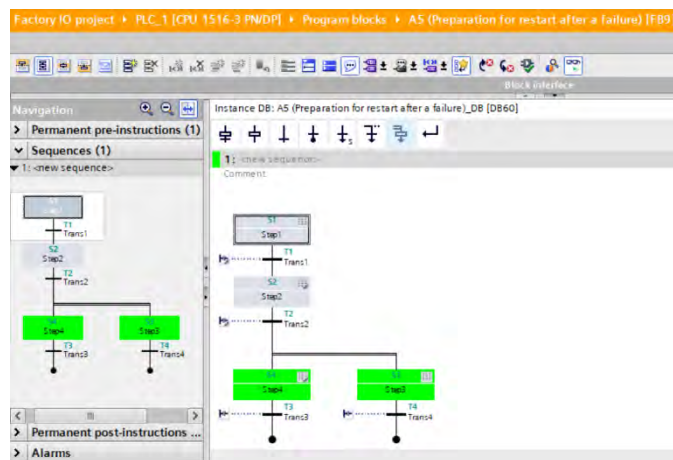 Factory IO project ▸ PLC_1 [CPU 1516-3 PN/DP] ▸ Program blocks ▸ A5 (Preparation for restart after a failure) [FB9
Block interface
Navigation
Instance DB: A5 (Preparation for restart after a failure)_DB [DB60]
Permanent pre-instructions (1)
Sequences (1)
1: <new sequence>
1: <new sequence>
Comment
T1
Trans1
S2
Step2
T2
Trans2
Step4
Step3
T3
Trans3
T4
Trans4
S1
Step1
T1
Trans1
S2
Step2
T2
Trans2
S4
Step4
S3
Step3
T3
Trans3
T4
Trans4
Permanent post-instructions ...
Alarms